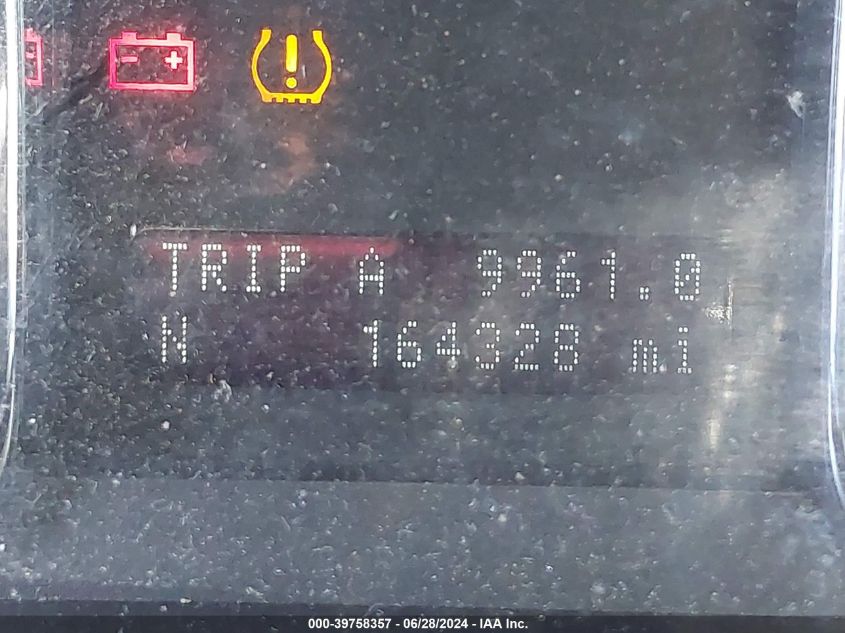 TRIP A 9961.0
N 164328 mi
000-39758357 - 06/28/2024 - IAA Inc.